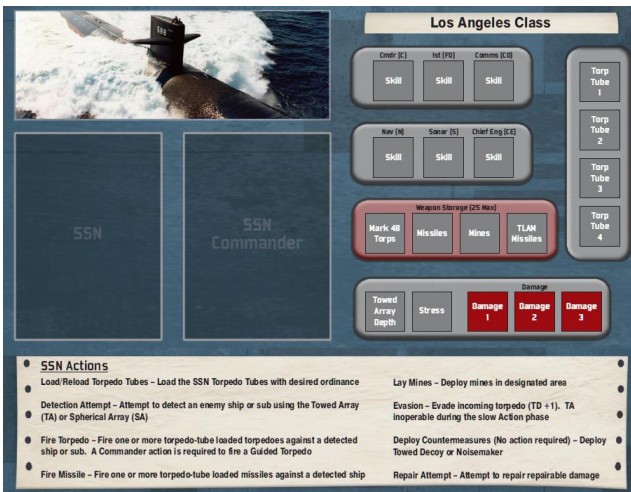 Los Angeles Class
Cmdr (C)
1st (FO)
Comms (CO)
Skill
Skill
Skill
Nav (N)
Sonar (S)
Chief Eng (CE)
Skill
Skill
Skill
Torp
Tube
1
Torp
Tube
2
Torp
Tube
3
Torp
Tube
4
Weapon Storage (25 Max)
Mark 48
Torps
Missiles
Mines
TLAM
Missiles
SSN
SSN
Commander
Damage
Towed
Array
Depth
Stress
Damage
1
Damage
2
Damage
3
SSN Actions
Load/Reload Torpedo Tubes – Load the SSN Torpedo Tubes with desired ordinance
Detection Attempt – Attempt to detect an enemy ship or sub using the Towed Array
(TA) or Spherical Array (SA)
Fire Torpedo – Fire one or more torpedo-tube loaded torpedoes against a detected
ship or sub. A Commander action is required to fire a Guided Torpedo
Fire Missile – Fire one or more torpedo-tube loaded missiles against a detected ship
Lay Mines – Deploy mines in designated area
Evasion – Evade incoming torpedo (TD +1). TA
inoperable during the slow Action phase
Deploy Countermeasures (No action required) – Deploy
Towed Decoy or Noisemaker
Repair Attempt – Attempt to repair repairable damage